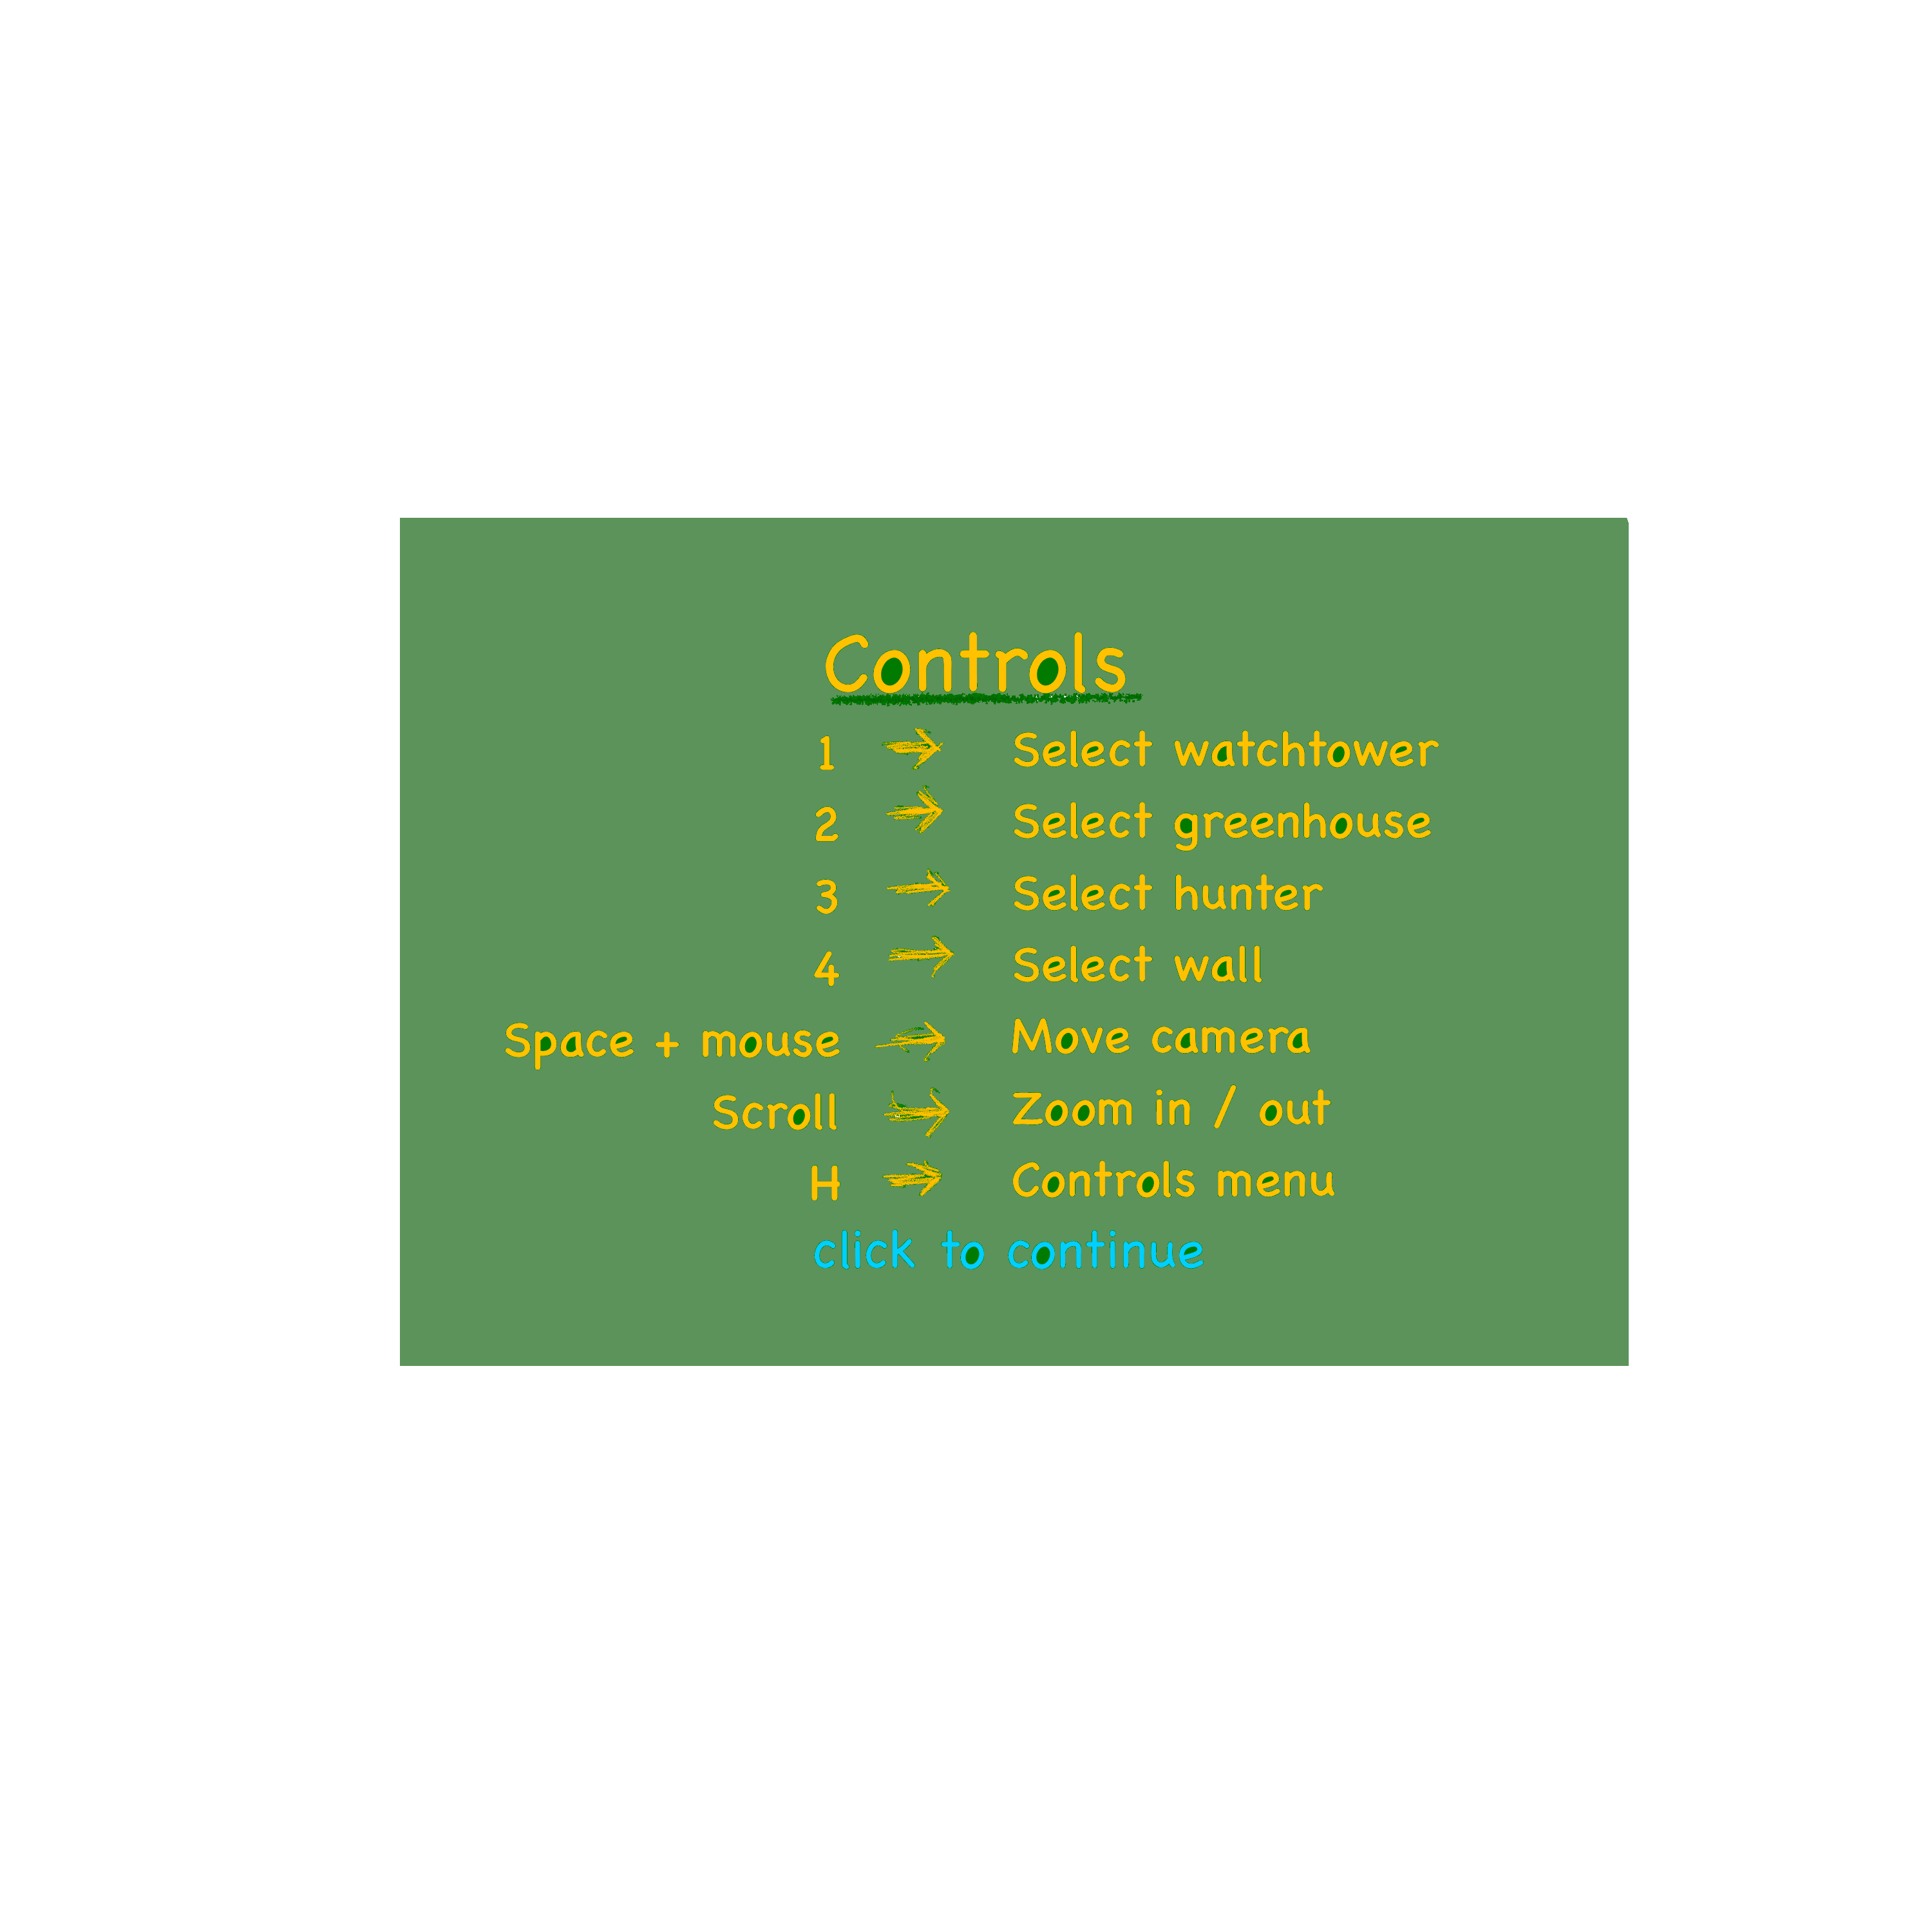 Controls
1 → Select watchtower
2 → Select greenhouse
3 → Select hunter
4 → Select wall
Space + mouse → Move camera
Scroll → Zoom in / out
H → Controls menu
click to continue